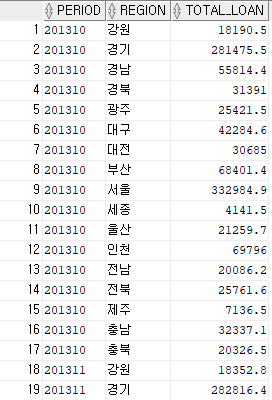 PERIOD REGION TOTAL_LOAN
1 201310 강원 18190.5
2 201310 경기 281475.5
3 201310 경남 55814.4
4 201310 경북 31391
5 201310 광주 25421.5
6 201310 대구 42284.6
7 201310 대전 30685
8 201310 부산 68401.4
9 201310 서울 332984.9
10 201310 세종 4141.5
11 201310 울산 21259.7
12 201310 인천 69796
13 201310 전남 20086.2
14 201310 전북 25761.6
15 201310 제주 7136.5
16 201310 충남 32337.1
17 201310 충북 20326.5
18 201311 강원 18352.8
19 201311 경기 282816.4